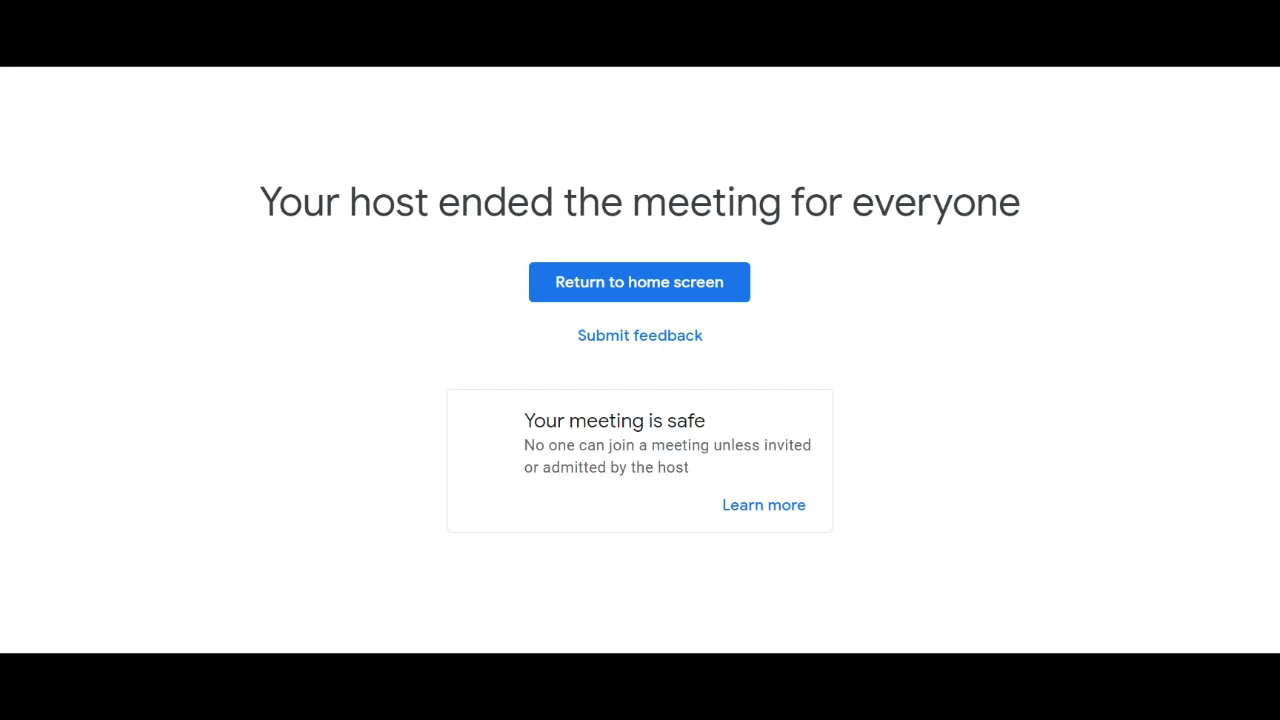 Your host ended the meeting for everyone
Return to home screen
Submit feedback
Your meeting is safe
No one can join a meeting unless invited
or admitted by the host
Learn more